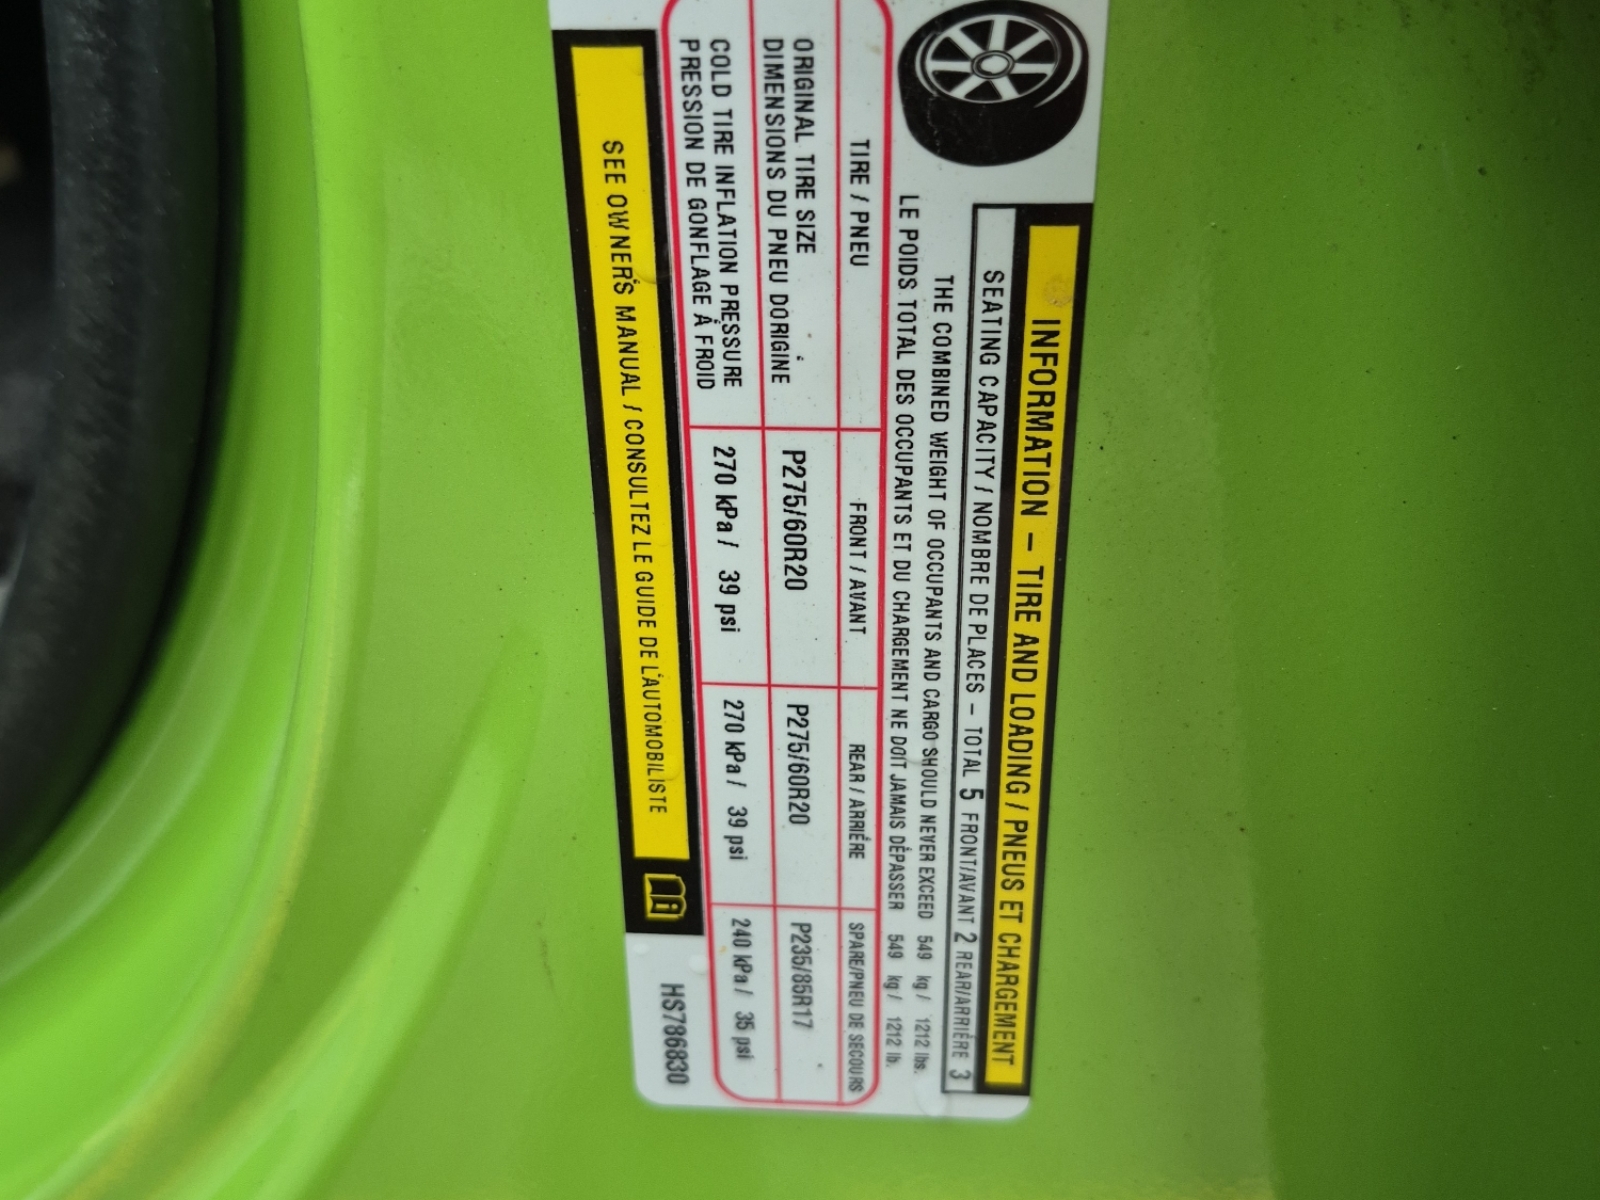 INFORMATION – TIRE AND LOADING / PNEUS ET CHARGEMENT
SEATING CAPACITY / NOMBRE DE PLACES – TOTAL 5 FRONT/AVANT 2 REAR/ARRIÈRE 3
THE COMBINED WEIGHT OF OCCUPANTS AND CARGO SHOULD NEVER EXCEED 549 kg / 1212 lbs.
LE POIDS TOTAL DES OCCUPANTS ET DU CHARGEMENT NE DOIT JAMAIS DÉPASSER 549 kg / 1212 lb.
TIRE / PNEU FRONT / AVANT REAR / ARRIÉRE SPARE/PNEU DE SECOURS
ORIGINAL TIRE SIZE
DIMENSIONS DU PNEU DORIGINE P275/60R20 P275/60R20 P235/85R17
COLD TIRE INFLATION PRESSURE
PRESSION DE GONFLAGE À FROID 270 kPa / 39 psi 270 kPa / 39 psi 240 kPa / 35 psi
SEE OWNER'S MANUAL / CONSULTEZ LE GUIDE DE L'AUTOMOBILISTE
HS786830